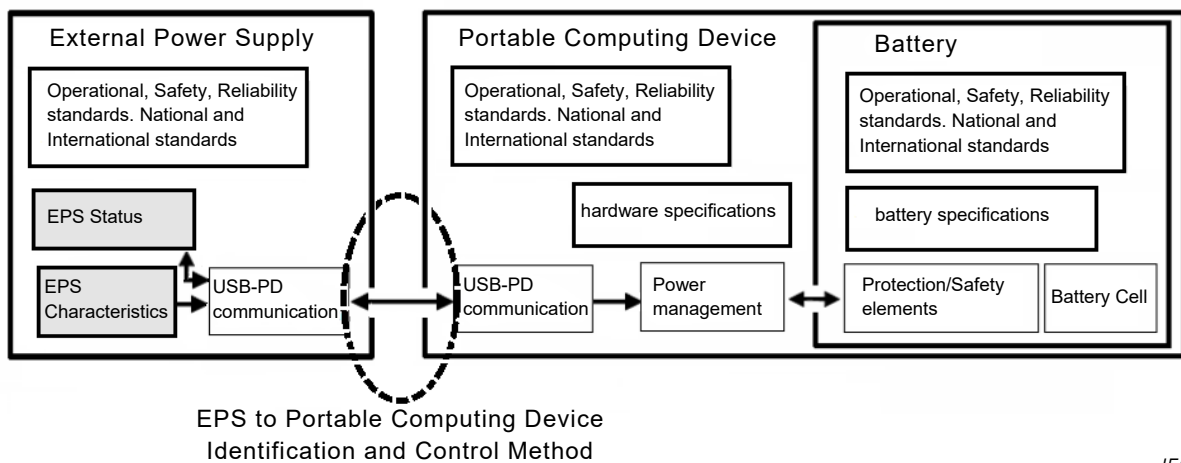 External Power Supply
Operational, Safety, Reliability
standards. National and
International standards
EPS Status
EPS
Characteristics
USB-PD
communication
Portable Computing Device
Operational, Safety, Reliability
standards. National and
International standards
hardware specifications
USB-PD
communication
Power
management
Battery
Operational, Safety, Reliability
standards. National and
International standards
battery specifications
Protection/Safety
elements
Battery Cell
EPS to Portable Computing Device
Identification and Control Method